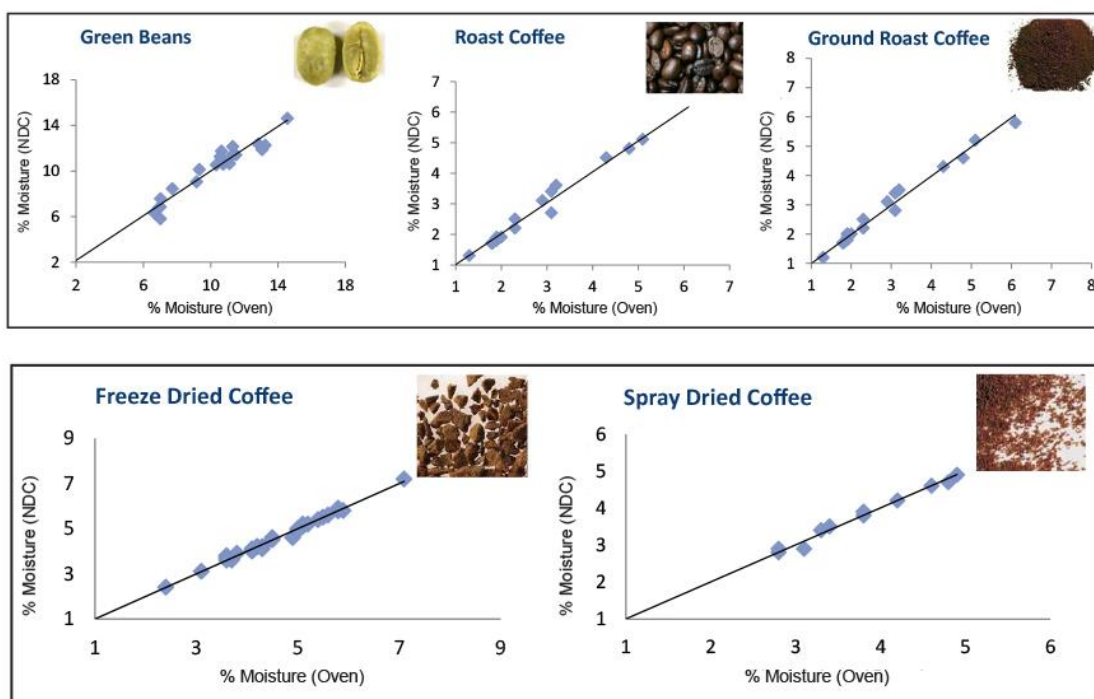 Green Beans
% Moisture (NDC)
18
14
10
6
2
2 6 10 14 18
% Moisture (Oven)
Roast Coffee
% Moisture (NDC)
7
6
5
4
3
2
1
1 2 3 4 5 6 7
% Moisture (Oven)
Ground Roast Coffee
% Moisture (NDC)
8
7
6
5
4
3
2
1
1 2 3 4 5 6 7 8
% Moisture (Oven)
Freeze Dried Coffee
% Moisture (NDC)
9
7
5
3
1
1 3 5 7 9
% Moisture (Oven)
Spray Dried Coffee
% Moisture (NDC)
6
5
4
3
2
1
1 2 3 4 5 6
% Moisture (Oven)